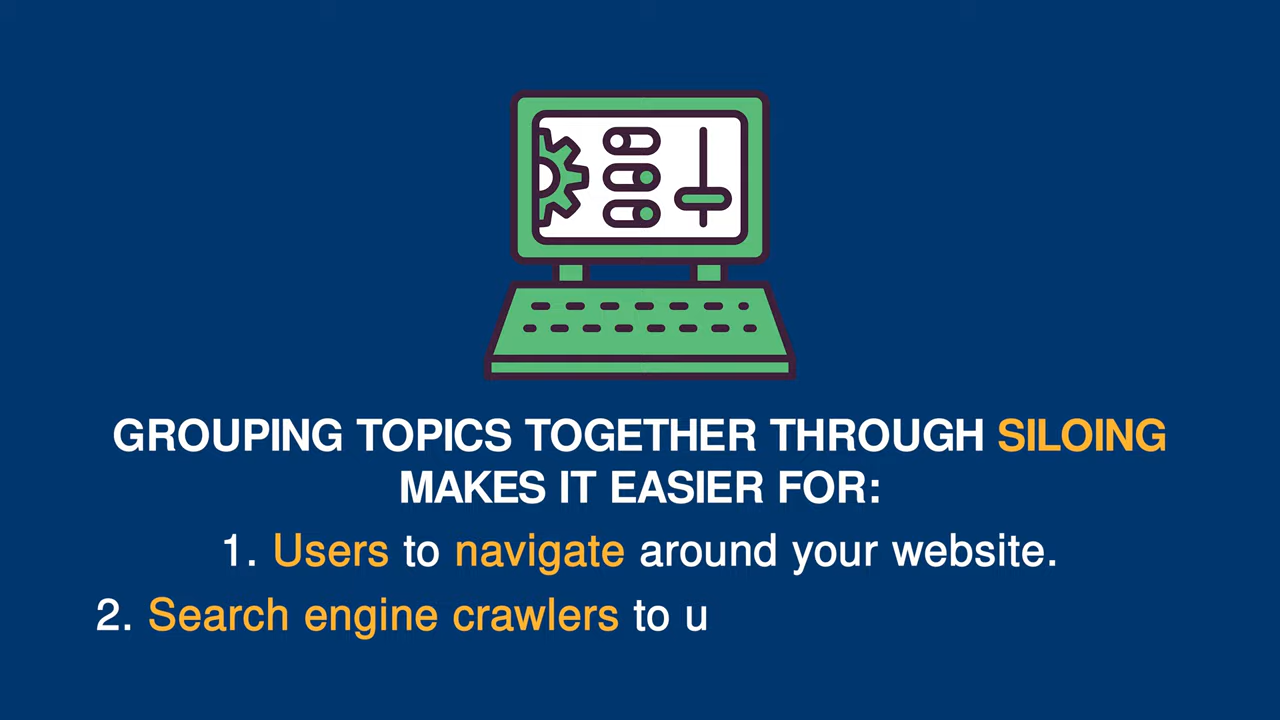 GROUPING TOPICS TOGETHER THROUGH SILOING
MAKES IT EASIER FOR:
1. Users to navigate around your website.
2. Search engine crawlers to u